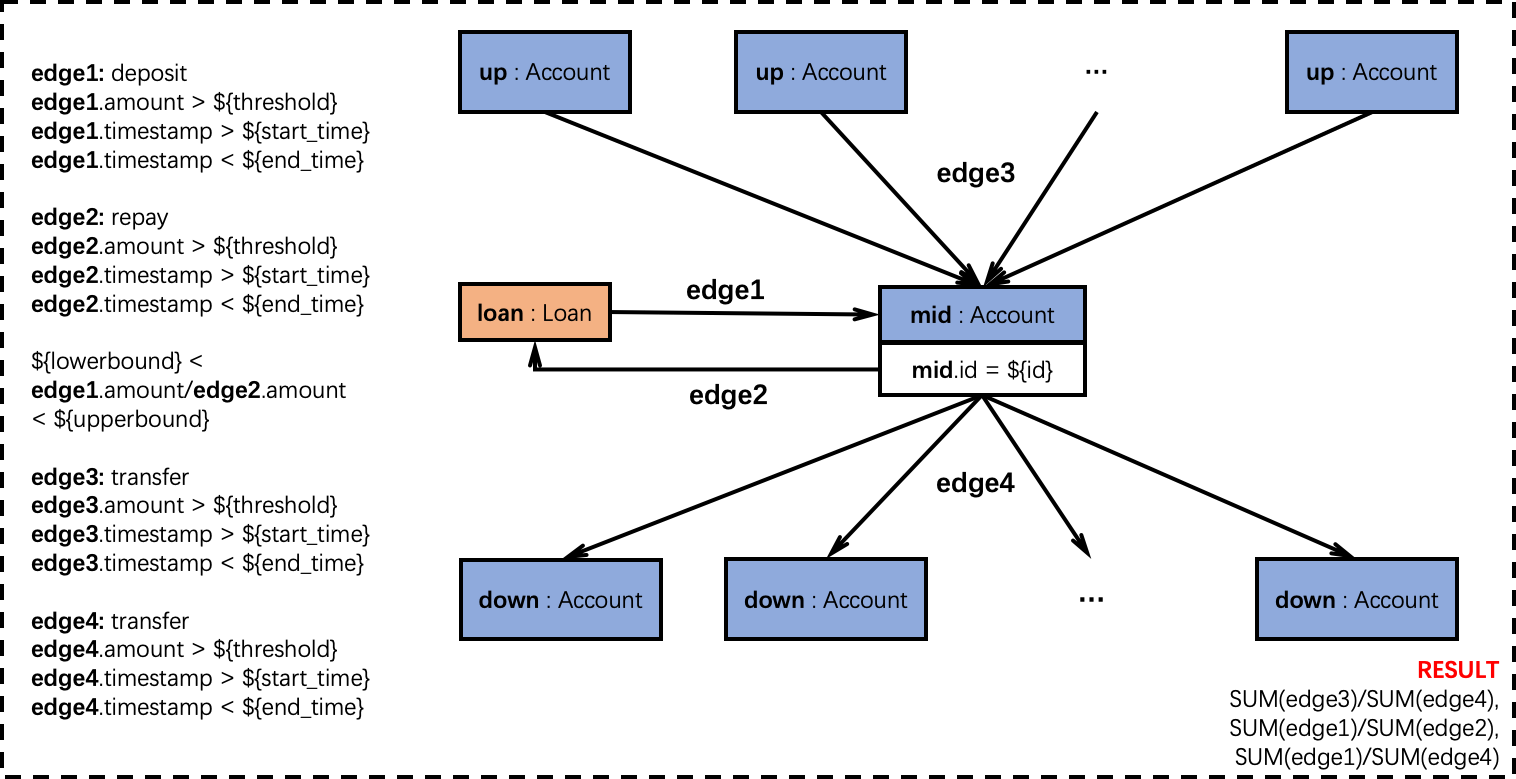 edge1: deposit
edge1.amount > ${threshold}
edge1.timestamp > ${start_time}
edge1.timestamp < ${end_time}
edge2: repay
edge2.amount > ${threshold}
edge2.timestamp > ${start_time}
edge2.timestamp < ${end_time}
${lowerbound} <
edge1.amount/edge2.amount
< ${upperbound}
edge3: transfer
edge3.amount > ${threshold}
edge3.timestamp > ${start_time}
edge3.timestamp < ${end_time}
edge4: transfer
edge4.amount > ${threshold}
edge4.timestamp > ${start_time}
edge4.timestamp < ${end_time}
up : Account
up : Account
...
up : Account
edge3
loan : Loan
edge1
mid : Account
mid.id = ${id}
edge2
edge4
down : Account
down : Account
...
down : Account
RESULT
SUM(edge3)/SUM(edge4),
SUM(edge1)/SUM(edge2),
SUM(edge1)/SUM(edge4)